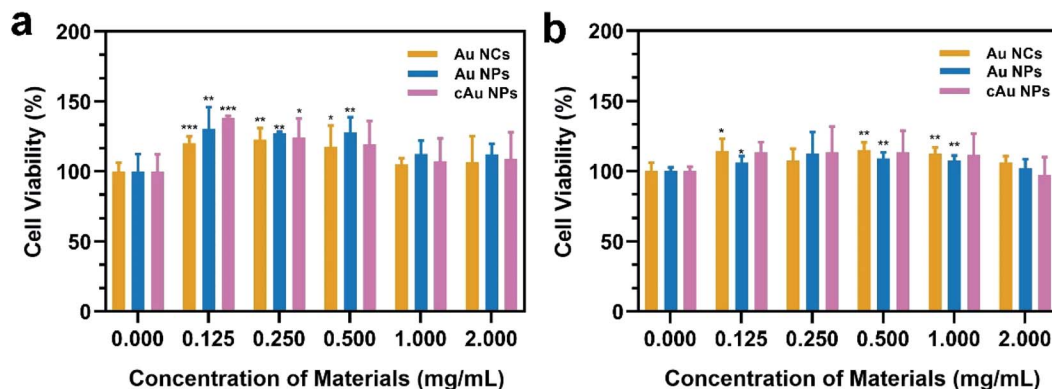 a
200
150
100
50
0
Cell Viability (%)
Au NCs
Au NPs
cAu NPs
***
**
***
**
**
*
*
**
0.000 0.125 0.250 0.500 1.000 2.000
Concentration of Materials (mg/mL)
b
200
150
100
50
0
Cell Viability (%)
Au NCs
Au NPs
cAu NPs
*
*
**
**
**
**
0.000 0.125 0.250 0.500 1.000 2.000
Concentration of Materials (mg/mL)